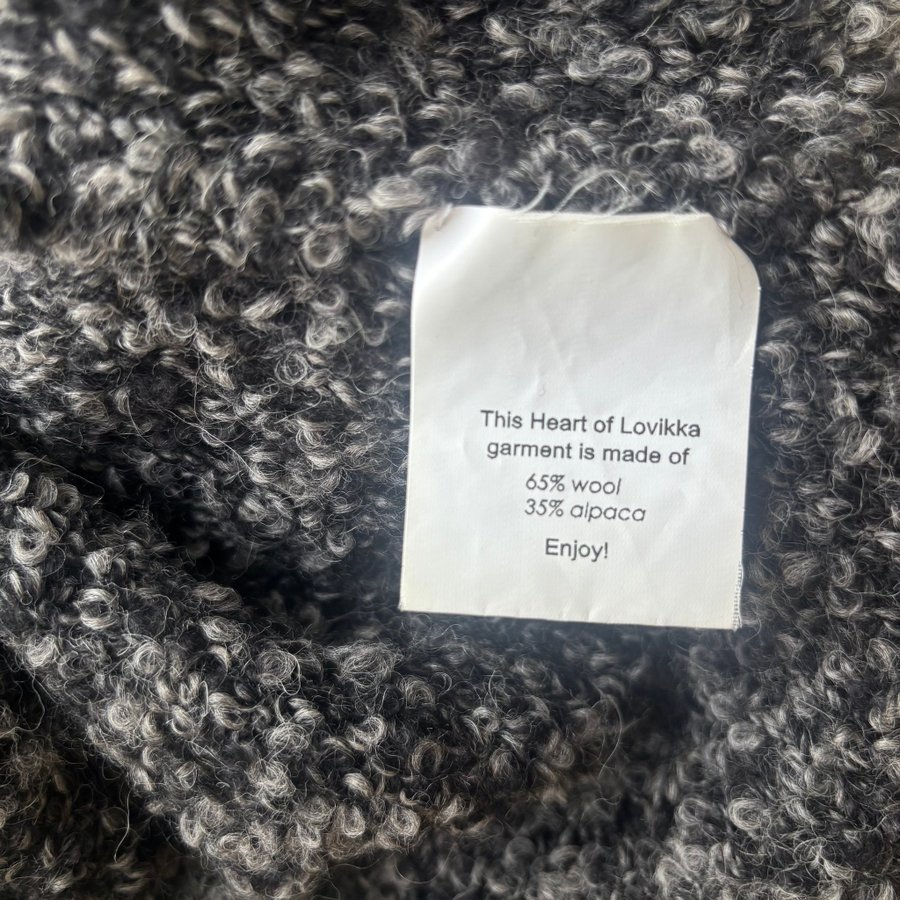 This Heart of Lovikka
garment is made of
65% wool
35% alpaca
Enjoy!